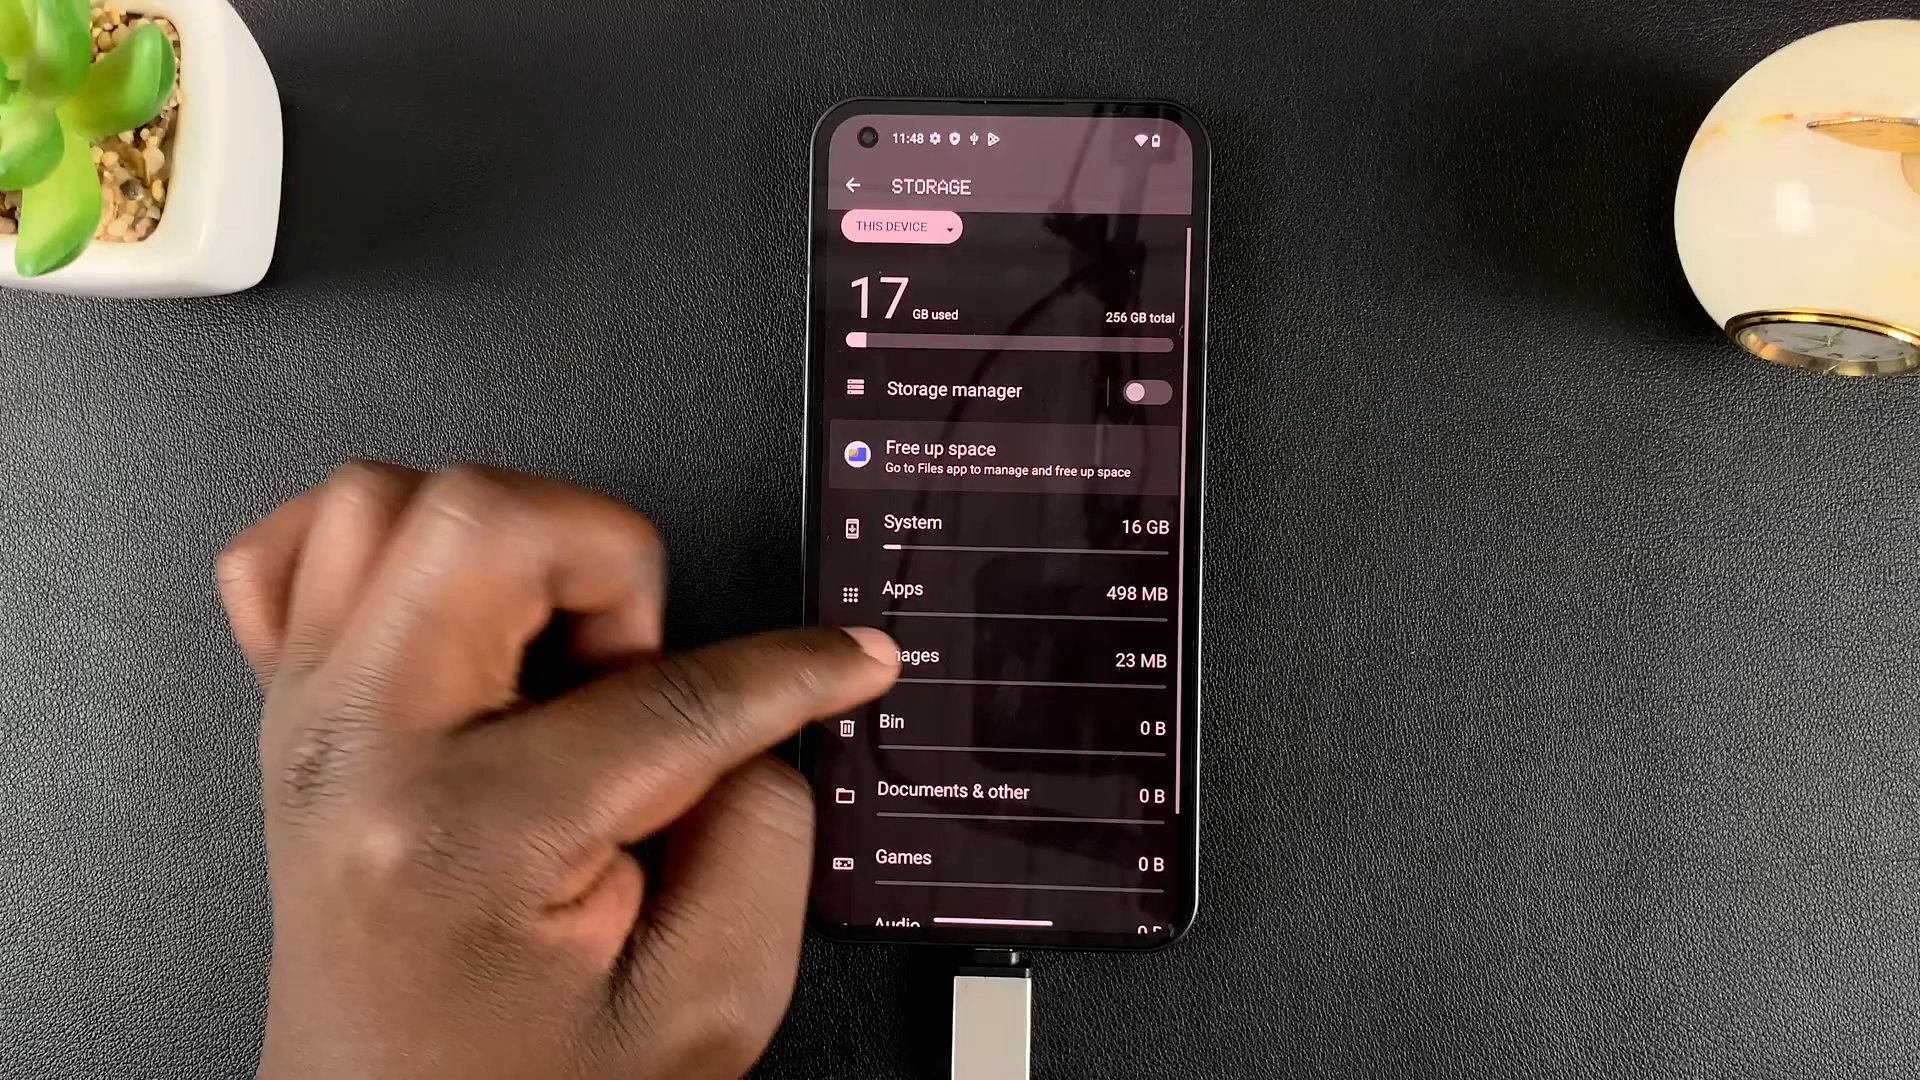 11:48
STORAGE
THIS DEVICE
17 GB used
256 GB total
Storage manager
Free up space
Go to Files app to manage and free up space
System 16 GB
Apps 498 MB
ages 23 MB
Bin 0 B
Documents & other 0 B
Games 0 B
Audio